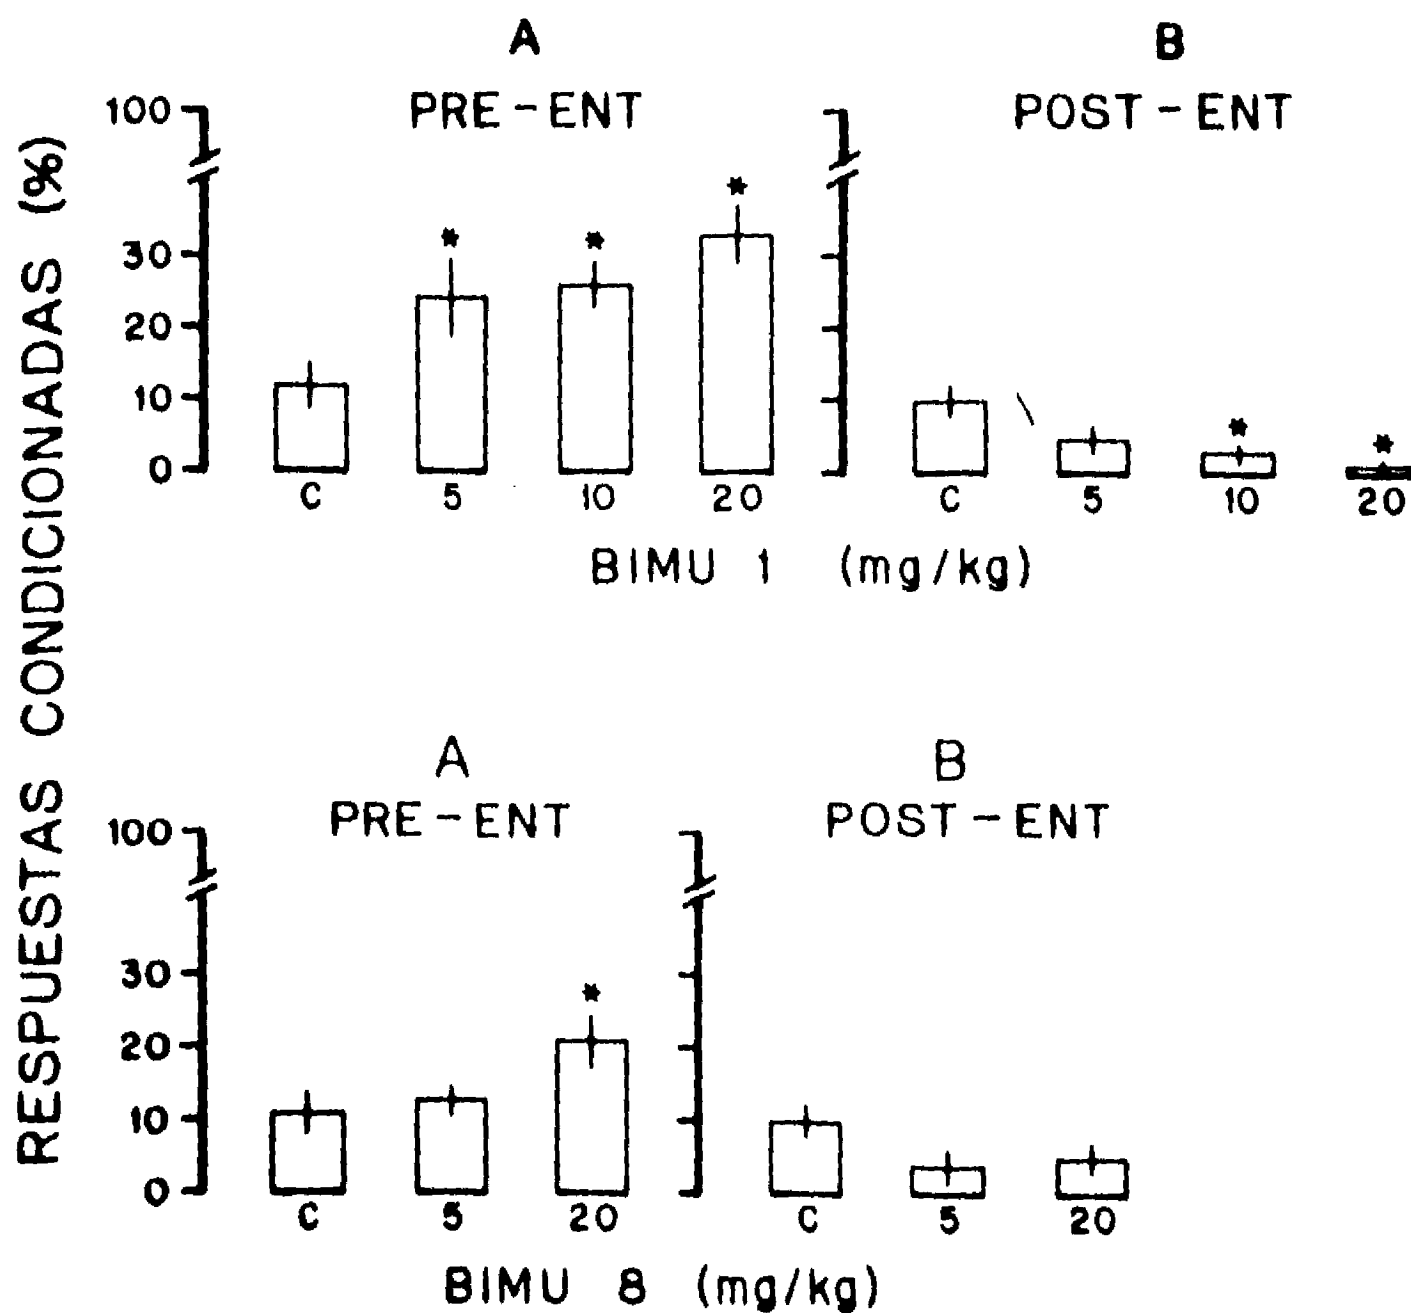 RESPUESTAS CONDICIONADAS (%)
A
PRE-ENT
B
POST-ENT
100
30
20
10
0
* * *
* *
C 5 10 20
C 5 10 20
BIMU 1 (mg/kg)
A
PRE-ENT
B
POST-ENT
100
30
20
10
0
*
C 5 20
C 5 20
BIMU 8 (mg/kg)